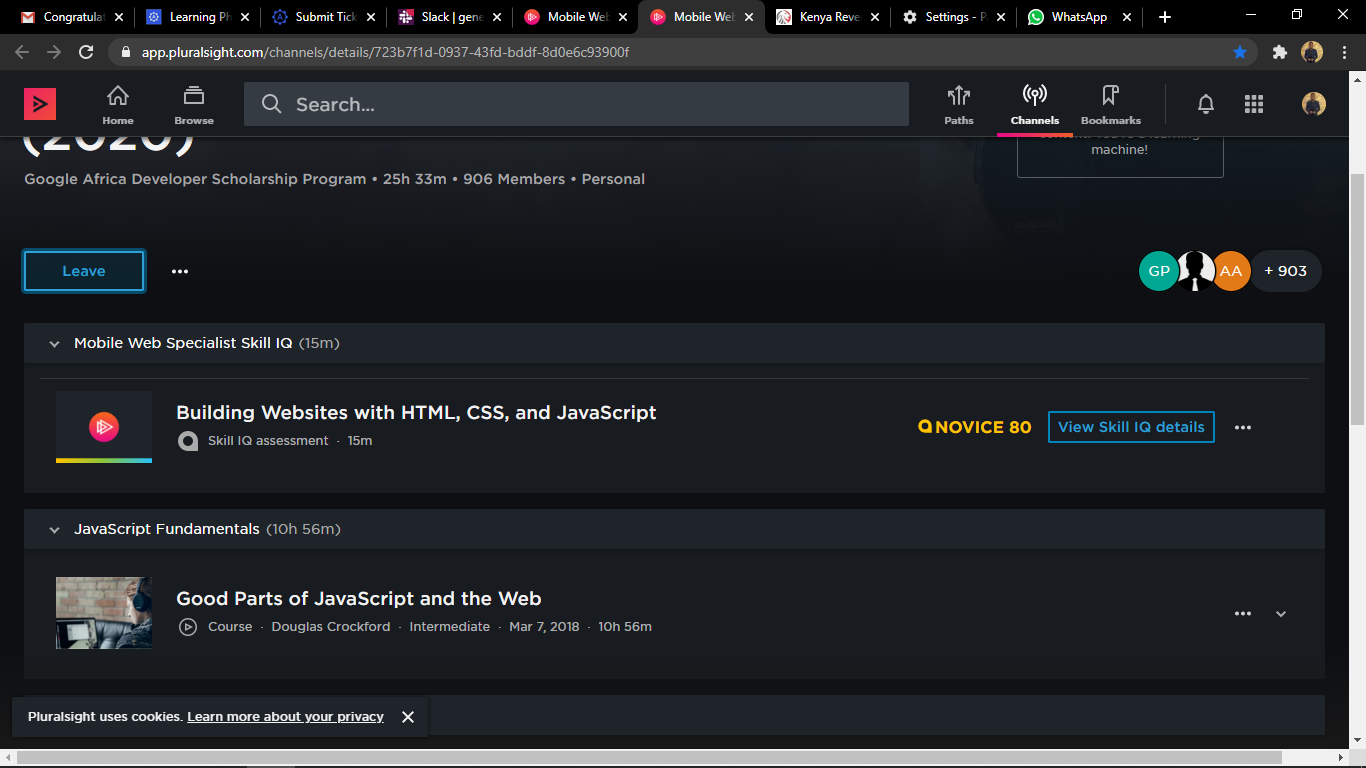 Congratulat
Learning Ph
Submit Tick
Slack | gene
Mobile Web
Mobile Web
Kenya Reve
Settings - P
WhatsApp
app.pluralsight.com/channels/details/723b7f1d-0937-43fd-bddf-8d0e6c93900f
Home
Browse
Search...
Paths
Channels
Bookmarks
(2020)
machine!
Google Africa Developer Scholarship Program • 25h 33m • 906 Members • Personal
Leave
GP
AA
+ 903
Mobile Web Specialist Skill IQ (15m)
Building Websites with HTML, CSS, and JavaScript
Skill IQ assessment · 15m
NOVICE 80
View Skill IQ details
JavaScript Fundamentals (10h 56m)
Good Parts of JavaScript and the Web
Course · Douglas Crockford · Intermediate · Mar 7, 2018 · 10h 56m
Pluralsight uses cookies. Learn more about your privacy